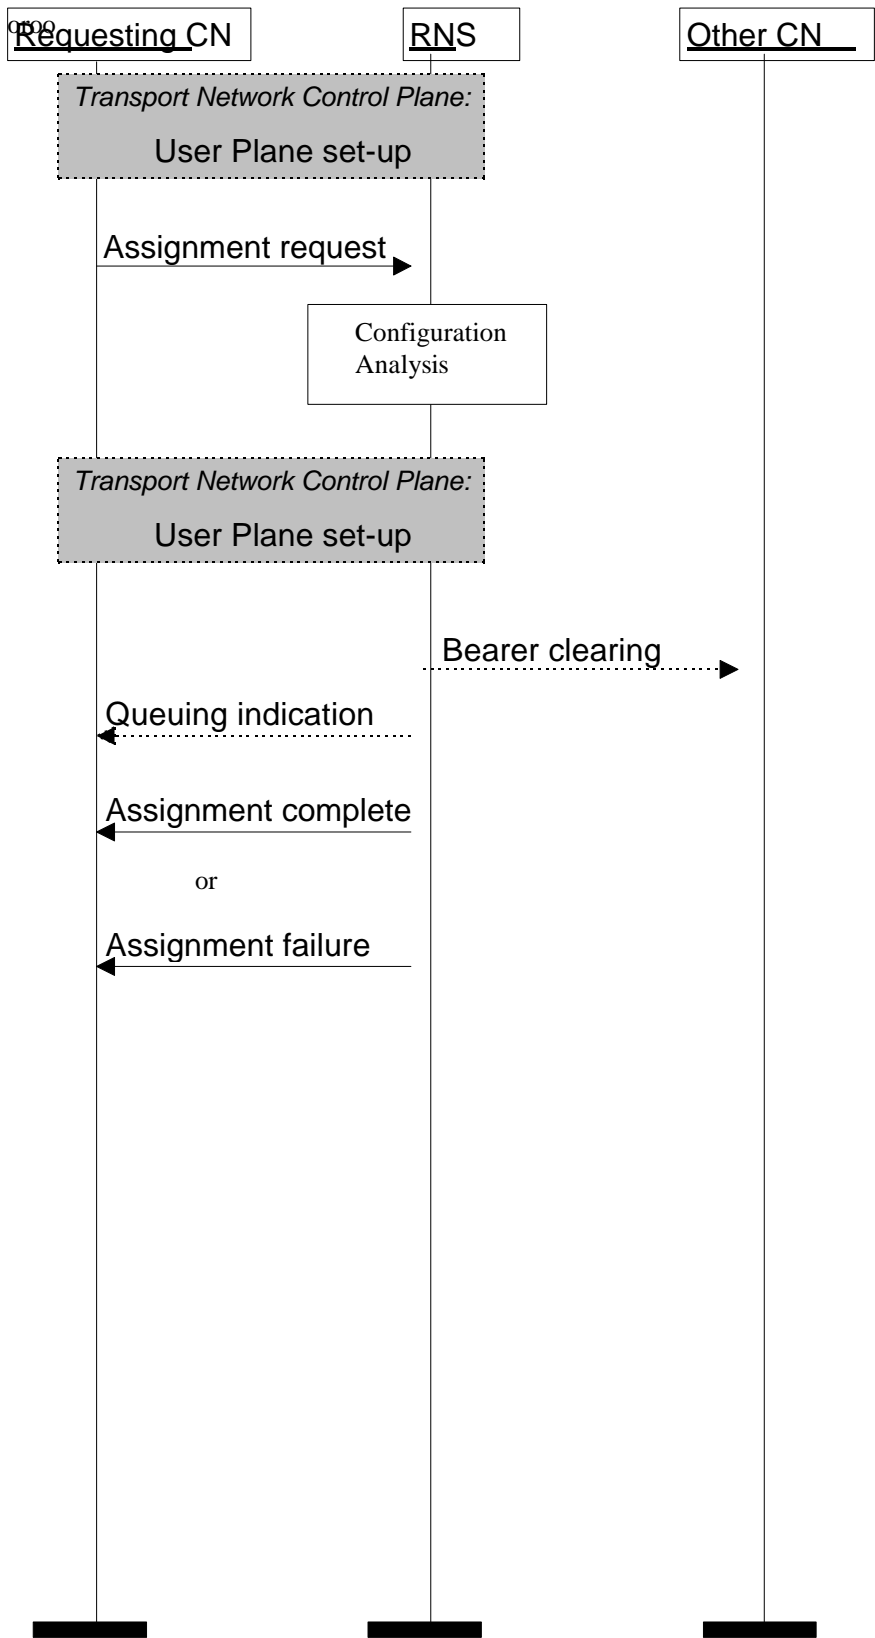 Requesting CN
RNS
Other CN
Transport Network Control Plane:
User Plane set-up
Assignment request
Configuration
Analysis
Transport Network Control Plane:
User Plane set-up
Bearer clearing
Queuing indication
Assignment complete
or
Assignment failure